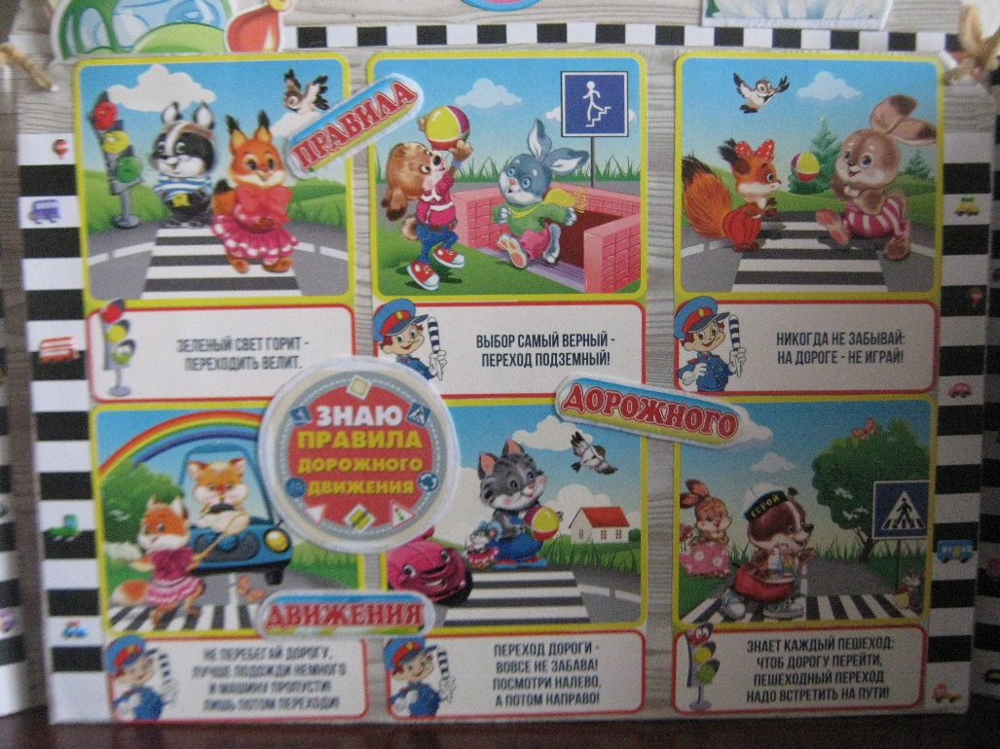 ПРАВИЛА
ЗЕЛЕНЫЙ СВЕТ ГОРИТ -
ПЕРЕХОДИТЬ ВЕЛИТ.
ВЫБОР САМЫЙ ВЕРНЫЙ -
ПЕРЕХОД ПОДЗЕМНЫЙ!
НИКОГДА НЕ ЗАБЫВАЙ:
НА ДОРОГЕ - НЕ ИГРАЙ!
ЗНАЮ
ПРАВИЛА
ДОРОЖНОГО
ДВИЖЕНИЯ
ДОРОЖНОГО
ГЕРОЙ
ДВИЖЕНИЯ
НЕ ПЕРЕБЕГАЙ ДОРОГУ,
ЛУЧШЕ ПОДОЖДИ НЕМНОГО
И МАШИНУ ПРОПУСТИ!
ЛИШЬ ПОТОМ ПЕРЕХОДИ!
ПЕРЕХОД ДОРОГИ -
ВОВСЕ НЕ ЗАБАВА!
ПОСМОТРИ НАЛЕВО,
А ПОТОМ НАПРАВО!
ЗНАЕТ КАЖДЫЙ ПЕШЕХОД:
ЧТОБ ДОРОГУ ПЕРЕЙТИ,
ПЕШЕХОДНЫЙ ПЕРЕХОД
НАДО ВСТРЕТИТЬ НА ПУТИ!